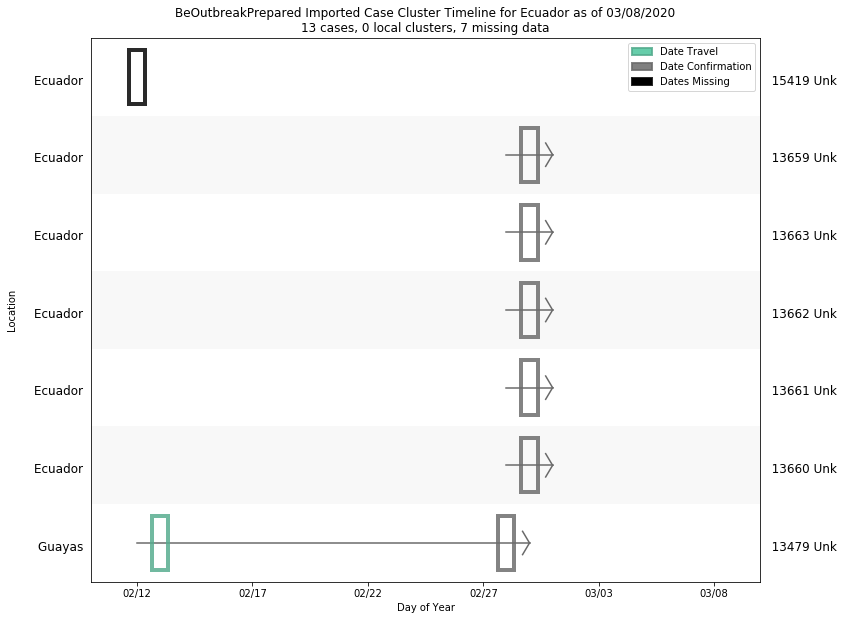 BeOutbreakPrepared Imported Case Cluster Timeline for Ecuador as of 03/08/2020
13 cases, 0 local clusters, 7 missing data
Date Travel
Date Confirmation
Dates Missing
Ecuador 15419 Unk
Ecuador 13659 Unk
Ecuador 13663 Unk
Ecuador 13662 Unk
Ecuador 13661 Unk
Ecuador 13660 Unk
Guayas 13479 Unk
Location
02/12 02/17 02/22 02/27 03/03 03/08
Day of Year